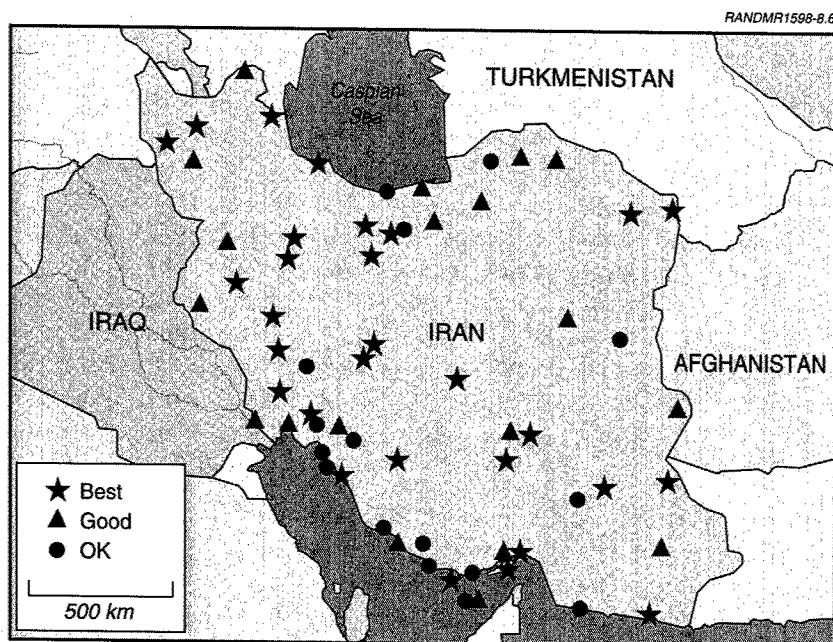 RANDMR1598-8.6
TURKMENISTAN
Caspian
Sea
IRAQ
IRAN
AFGHANISTAN
Best
Good
OK
500 km